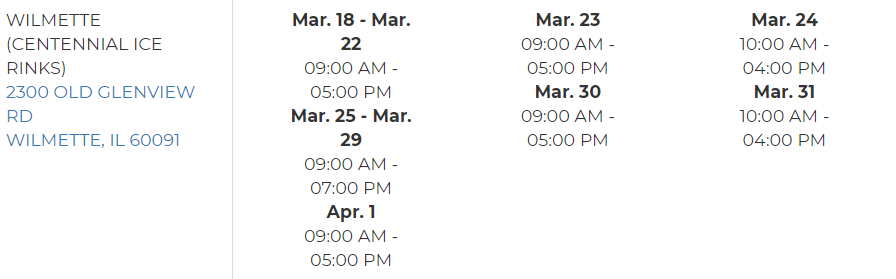 WILMETTE
(CENTENNIAL ICE
RINKS)
2300 OLD GLENVIEW
RD
WILMETTE, IL 60091
Mar. 18 - Mar.
22
09:00 AM -
05:00 PM
Mar. 25 - Mar.
29
09:00 AM -
07:00 PM
Apr. 1
09:00 AM -
05:00 PM
Mar. 23
09:00 AM -
05:00 PM
Mar. 30
09:00 AM -
05:00 PM
Mar. 24
10:00 AM -
04:00 PM
Mar. 31
10:00 AM -
04:00 PM